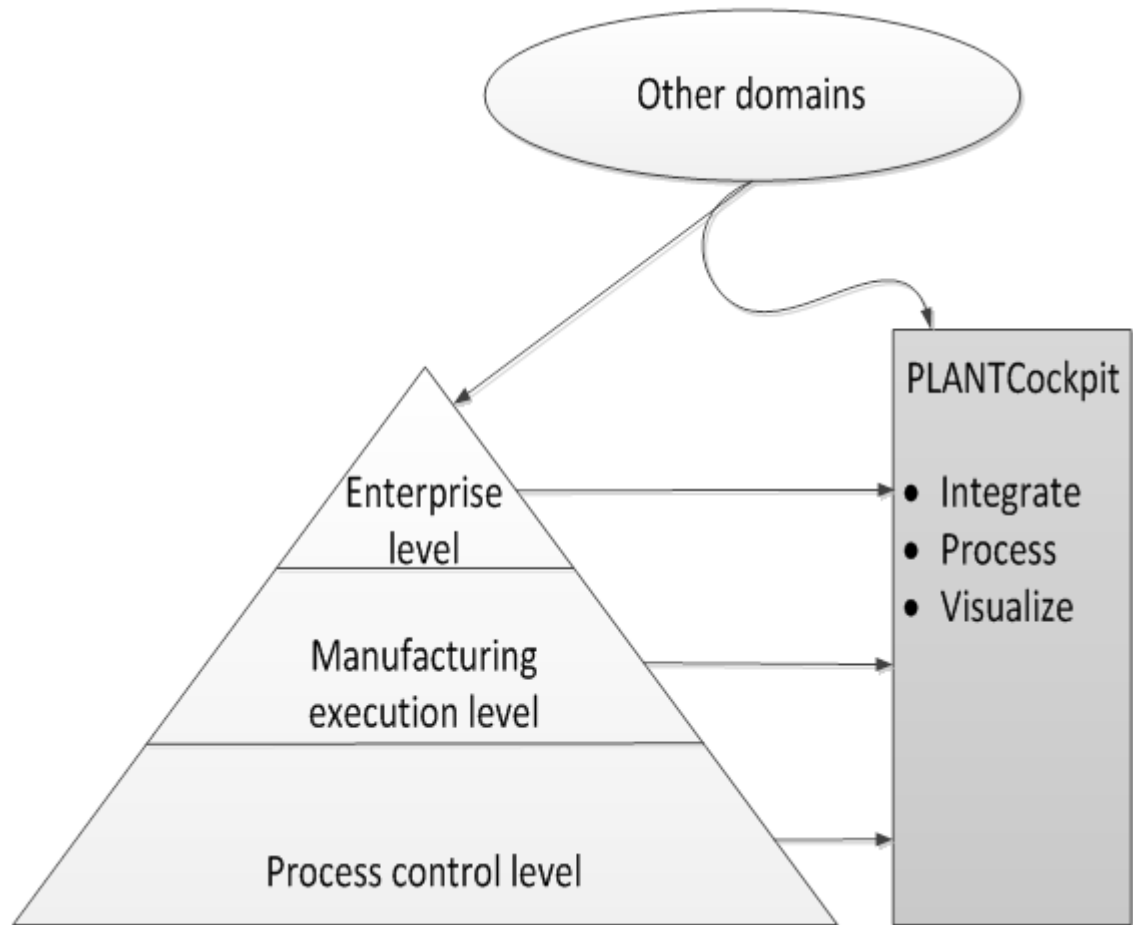 Other domains
PLANTCockpit
• Integrate
• Process
• Visualize
Enterprise
level
Manufacturing
execution level
Process control level